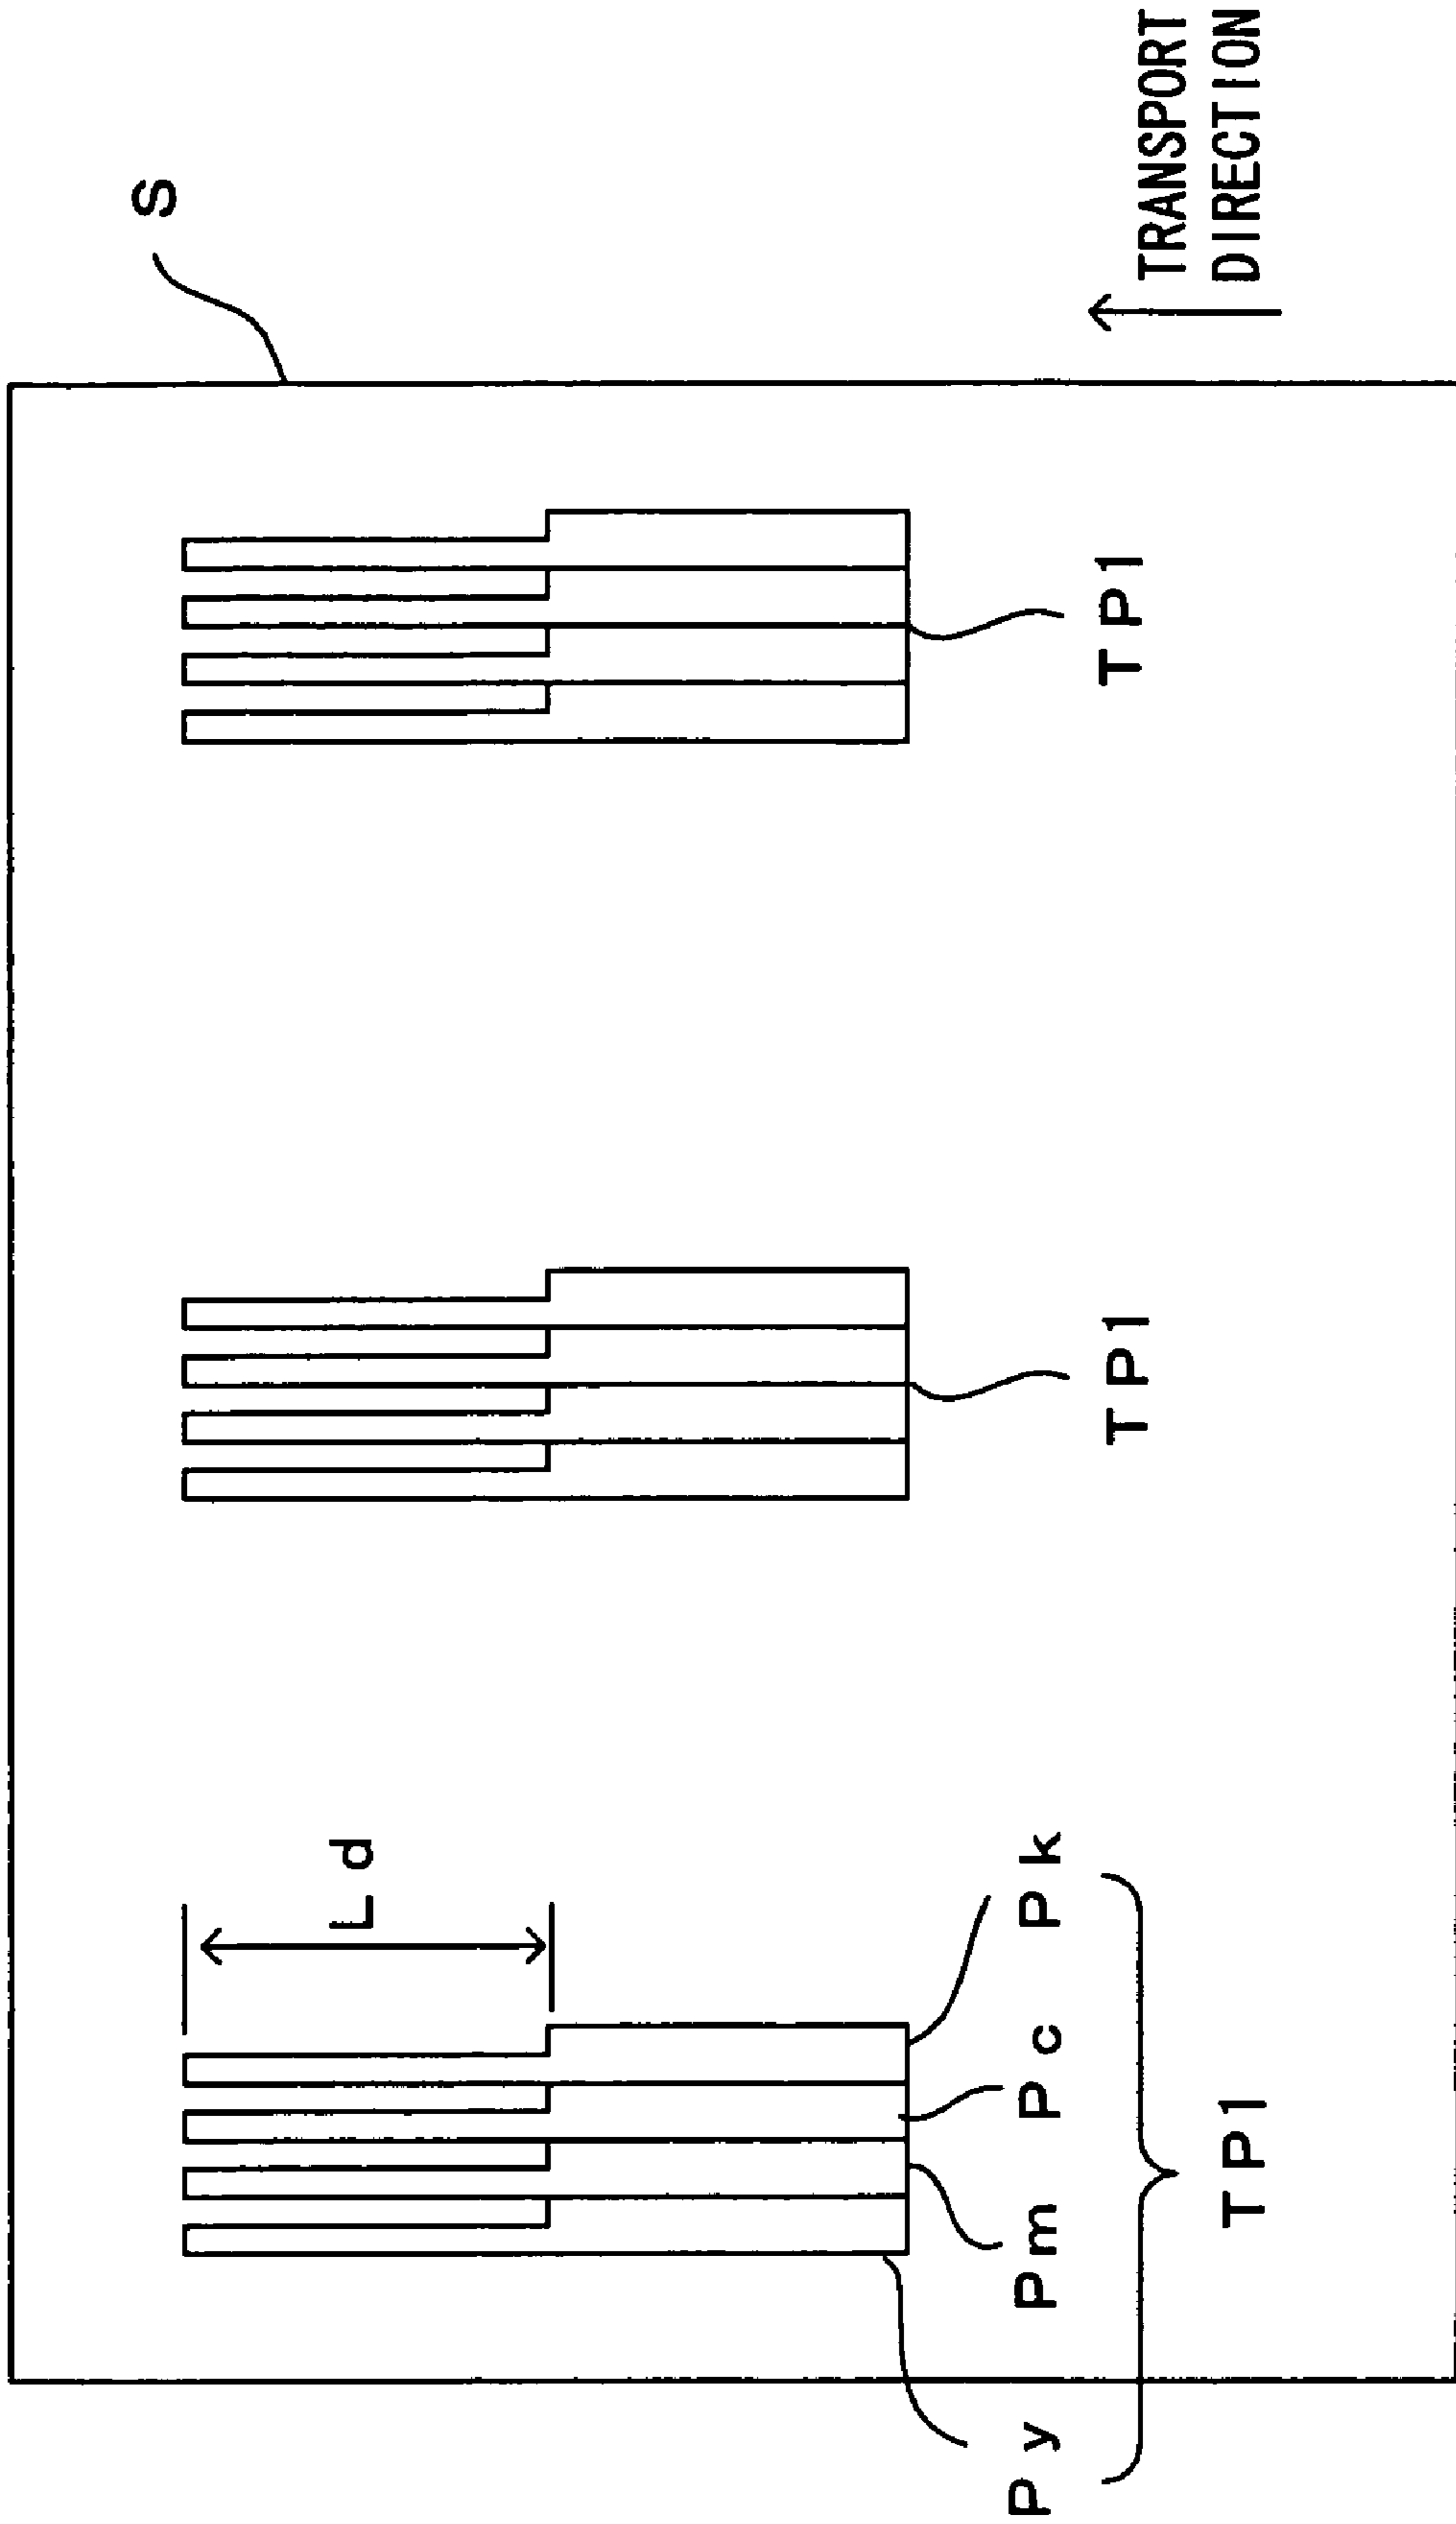 S
Ld
Py Pm Pc Pk
TP1
TP1
TP1
TRANSPORT
DIRECTION